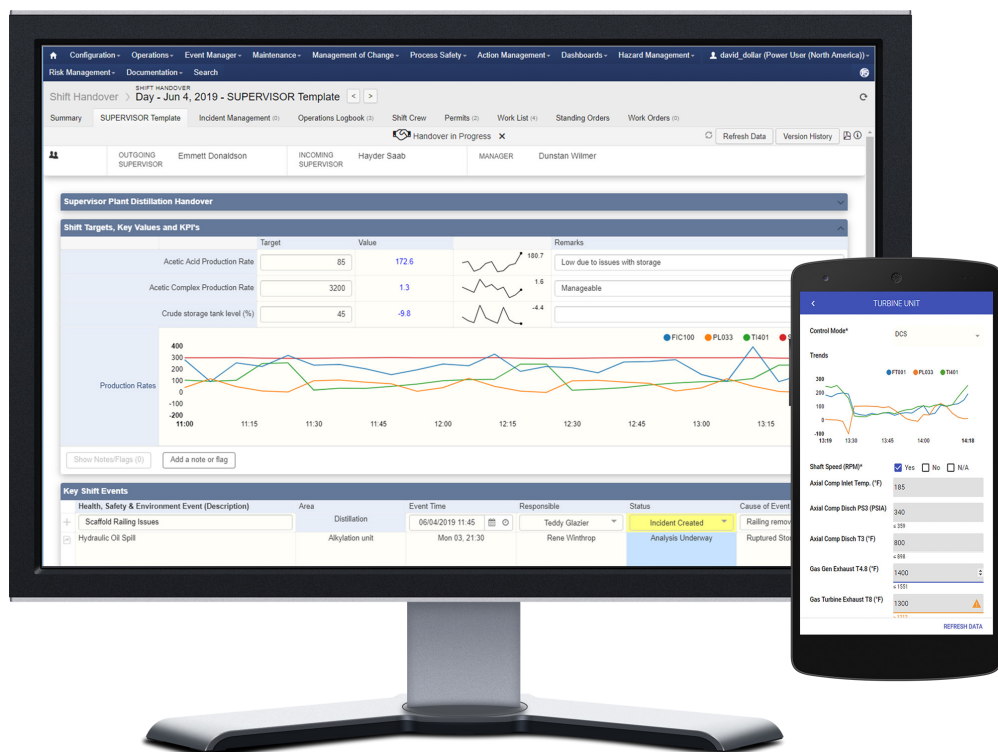 Configuration Operations Event Manager Maintenance Management of Change Process Safety Action Management Dashboards Hazard Management david_dollar (Power User (North America))
Risk Management Documentation Search
SHIFT HANDOVER
Shift Handover > Day - Jun 4, 2019 - SUPERVISOR Template < >
Summary SUPERVISOR Template Incident Management (0) Operations Logbook (3) Shift Crew Permits (2) Work List (4) Standing Orders Work Orders (0)
Handover in Progress X
Refresh Data Version History
OUTGOING SUPERVISOR Emmett Donaldson INCOMING SUPERVISOR Hayder Saab MANAGER Dunstan Wilmer
Supervisor Plant Distillation Handover
Shift Targets, Key Values and KPI's
Target Value Remarks
Acetic Acid Production Rate 85 172.6 180.7 Low due to issues with storage
Acetic Complex Production Rate 3200 1.3 1.6 Manageable
Crude storage tank level (%) 45 -9.8 -4.4
FIC100 PL033 TI401 S
Production Rates
400
300
200
100
0
-100
-200
11:00 11:15 11:30 11:45 12:00 12:15 12:30 12:45 13:00 13:15
Show Notes/Flags (0) Add a note or flag
Key Shift Events
Health, Safety & Environment Event (Description) Area Event Time Responsible Status Cause of Event
Scaffold Railing Issues Distillation 06/04/2019 11:45 Teddy Glazier Incident Created Railing remov
Hydraulic Oil Spill Alkylation unit Mon 03, 21:30 Rene Winthrop Analysis Underway Ruptured Stor
< TURBINE UNIT
Control Mode* DCS
Trends
FT001 PL033 TI401
300
200
100
0
-100
13:19 13:30 13:45 14:00 14:18
Shaft Speed (RPM)* Yes No N/A
Axial Comp Inlet Temp. (°F) 185
Axial Comp Disch PS3 (PSIA) 340
≤ 359
Axial Comp Disch T3 (°F) 800
≤ 898
Gas Gen Exhaust T4.8 (°F) 1400
≤ 1551
Gas Turbine Exhaust T8 (°F) 1300
REFRESH DATA